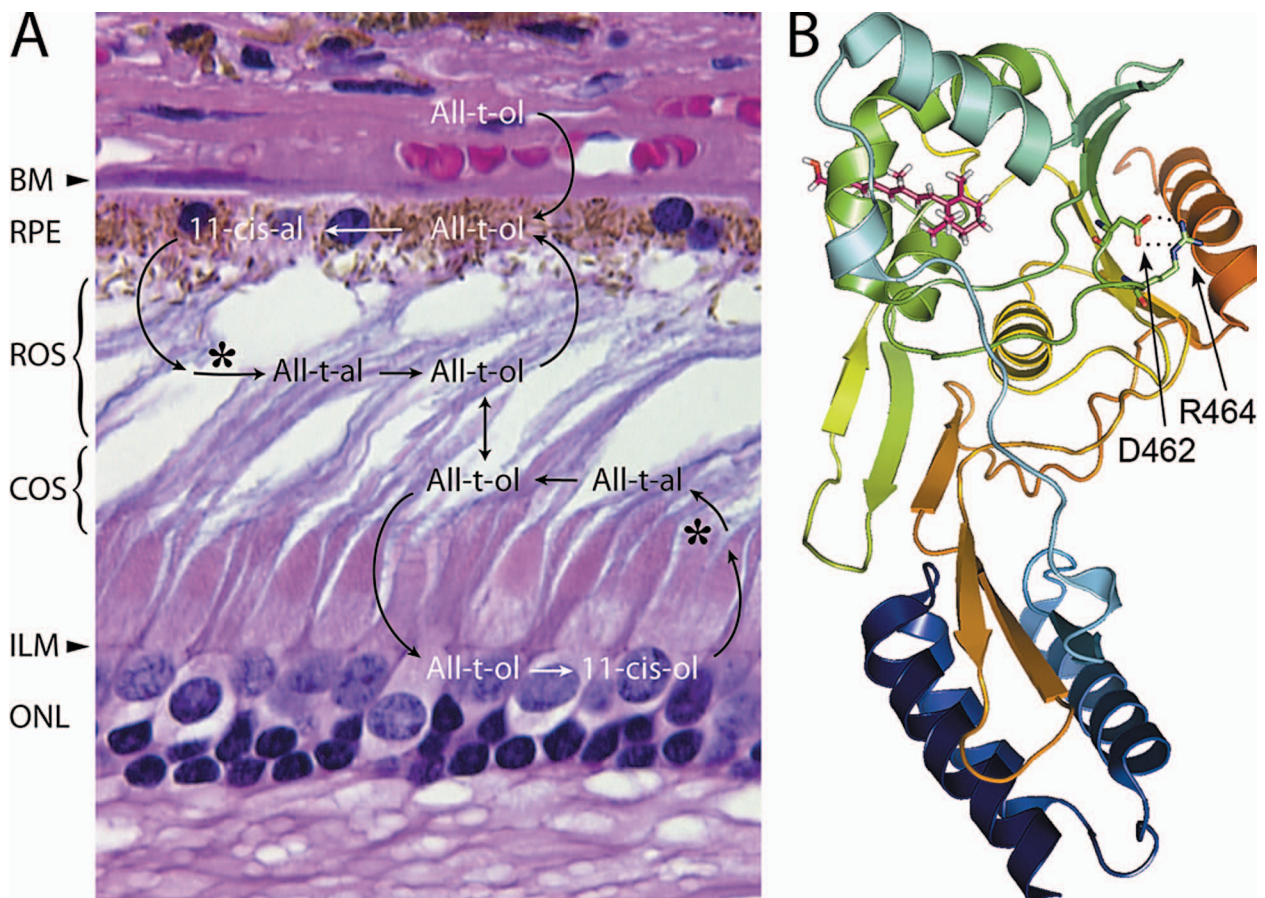 A
B
All-t-ol
BM
RPE
11-cis-al
All-t-ol
ROS
*
All-t-al
All-t-ol
R464
D462
COS
All-t-ol
All-t-al
*
ILM
All-t-ol
11-cis-ol
ONL